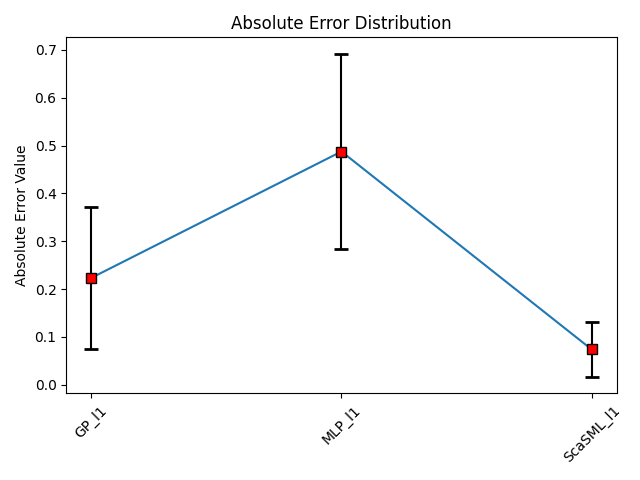 Absolute Error Distribution
Absolute Error Value
0.7
0.6
0.5
0.4
0.3
0.2
0.1
0.0
GP_l1
MLP_l1
ScaSML_l1